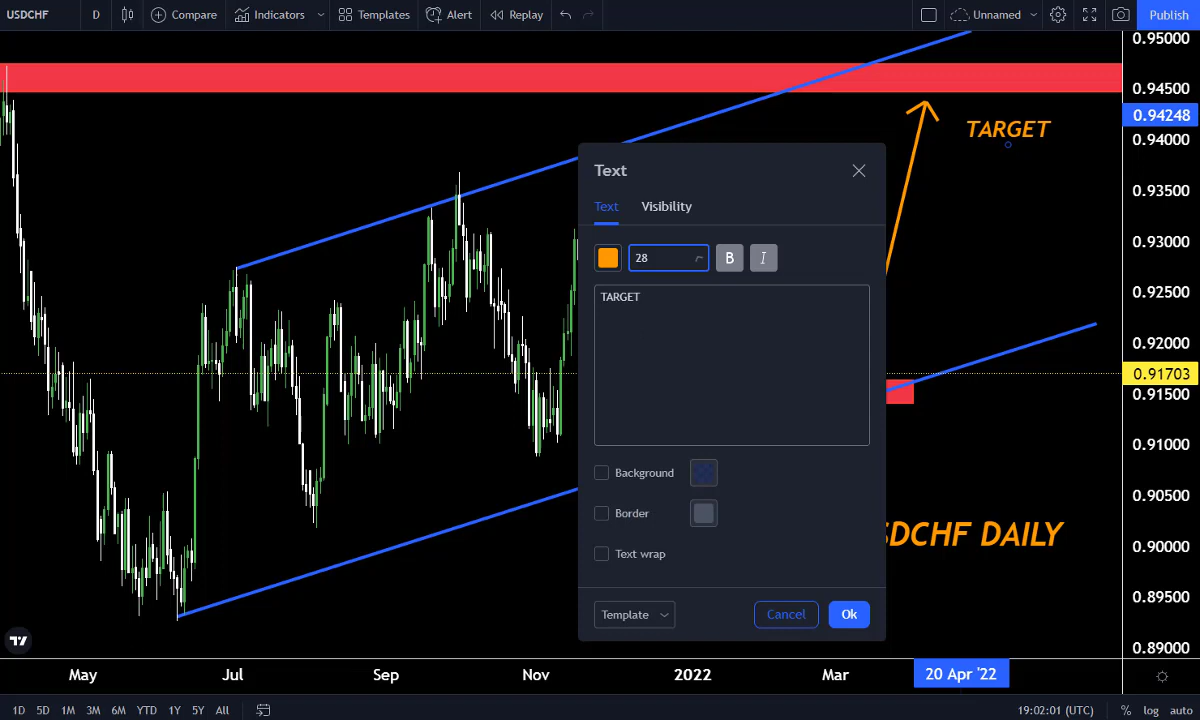 USDCHF D Compare Indicators Templates Alert Replay Unnamed Publish
0.95000
0.94500
0.94248
0.94000
0.93500
0.93000
0.92500
0.92000
0.91703
0.91500
0.91000
0.90500
0.90000
0.89500
0.89000
TARGET
Text
Text Visibility
28 B I
TARGET
Background
Border
Text wrap
Template Cancel Ok
SDCHF DAILY
May Jul Sep Nov 2022 Mar 20 Apr '22
1D 5D 1M 3M 6M YTD 1Y 5Y All 19:02:01 (UTC) % log auto